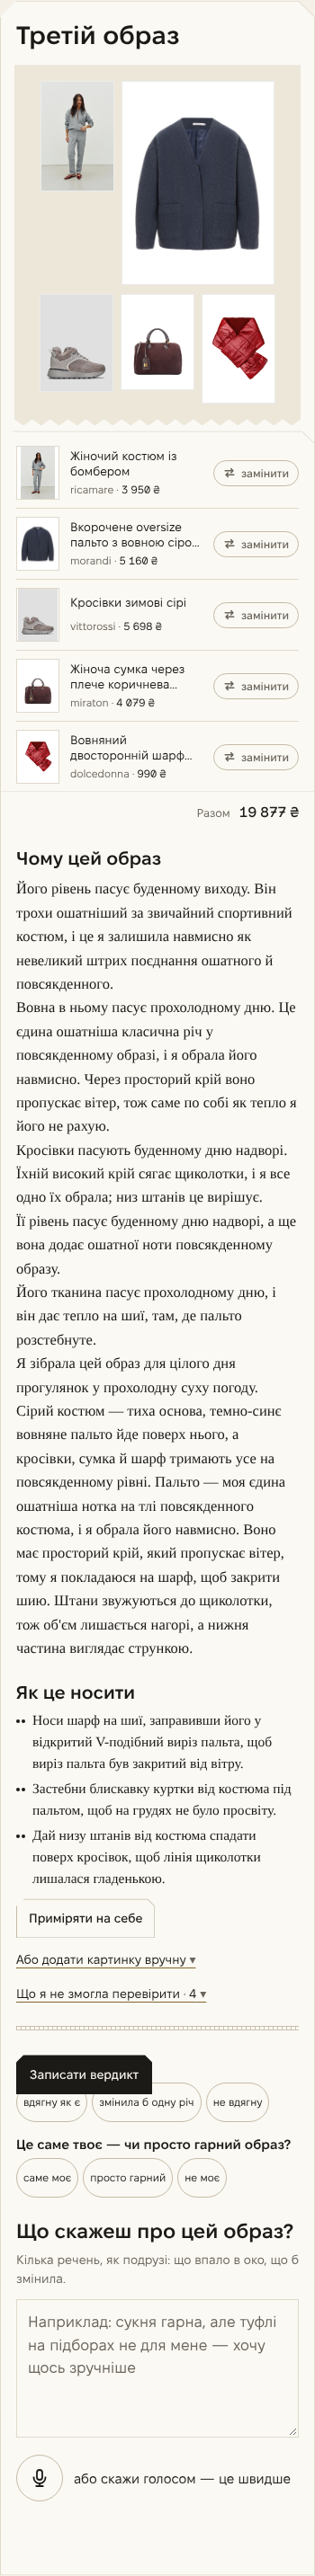 Третій образ
Жіночий костюм із
бомбером
ricamare · 3 950 ₴
замінити
Вкорочене oversize
пальто з вовною сіро...
morandi · 5 160 ₴
замінити
Кросівки зимові сірі
vittorossi · 5 698 ₴
замінити
Жіноча сумка через
плече коричнева...
miraton · 4 079 ₴
замінити
Вовняний
двосторонній шарф...
dolcedonna · 990 ₴
замінити
Разом 19 877 ₴
Чому цей образ
Його рівень пасує буденному виходу. Він
трохи ошатніший за звичайний спортивний
костюм, і це я залишила навмисно як
невеликий штрих поєднання ошатного й
повсякденного.
Вовна в ньому пасує прохолодному дню. Це
єдина ошатніша класична річ у
повсякденному образі, і я обрала його
навмисно. Через просторий крій воно
пропускає вітер, тож саме по собі як тепло я
його не рахую.
Кросівки пасують буденному дню надворі.
Їхній високий крій сягає щиколотки, і я все
одно їх обрала; низ штанів це вирішує.
Її рівень пасує буденному дню надворі, а ще
вона додає ошатної ноти повсякденному
образу.
Його тканина пасує прохолодному дню, і
він дає тепло на шиї, там, де пальто
розстебнуте.
Я зібрала цей образ для цілого дня
прогулянок у прохолодну суху погоду.
Сірий костюм — тиха основа, темно-синє
вовняне пальто йде поверх нього, а
кросівки, сумка й шарф тримають усе на
повсякденному рівні. Пальто — моя єдина
ошатніша нотка на тлі повсякденного
костюма, і я обрала його навмисно. Воно
має просторий крій, який пропускає вітер,
тому я покладаюся на шарф, щоб закрити
шию. Штани звужуються до щиколотки,
тож об'єм лишається нагорі, а нижня
частина виглядає стрункою.
Як це носити
•• Носи шарф на шиї, заправивши його у
відкритий V-подібний виріз пальта, щоб
виріз пальта був закритий від вітру.
•• Застебни блискавку куртки від костюма під
пальтом, щоб на грудях не було просвіту.
•• Дай низу штанів від костюма спадати
поверх кросівок, щоб лінія щиколотки
лишалася гладенькою.
Приміряти на себе
Або додати картинку вручну ▾
Що я не змогла перевірити · 4 ▾
Записати вердикт
вдягну як є змінила б одну річ не вдягну
Це саме твоє — чи просто гарний образ?
саме моє просто гарний не моє
Що скажеш про цей образ?
Кілька речень, як подрузі: що впало в око, що б
змінила.
Наприклад: сукня гарна, але туфлі
на підборах не для мене — хочу
щось зручніше
або скажи голосом — це швидше